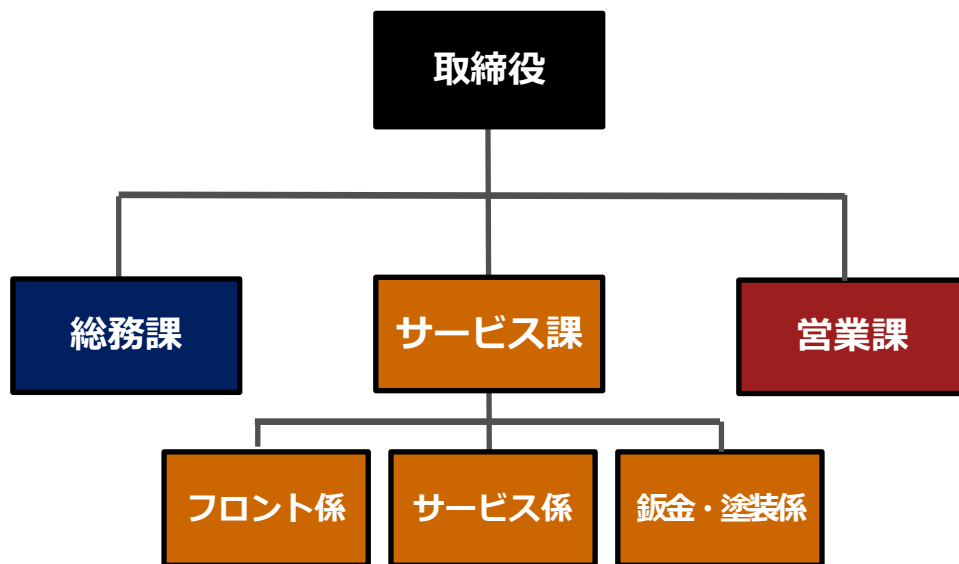 取締役
総務課
サービス課
営業課
フロント係
サービス係
鈑金・塗装係